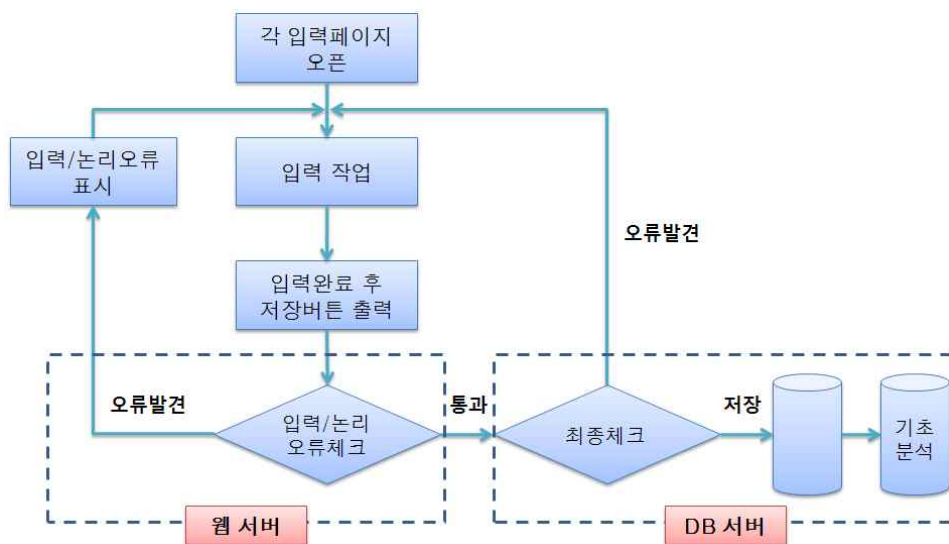 각 입력페이지
오픈
입력/논리오류
표시
입력 작업
오류발견
입력완료 후
저장버튼 출력
오류발견
입력/논리
오류체크
통과
최종체크
저장
기초
분석
웹 서버
DB 서버